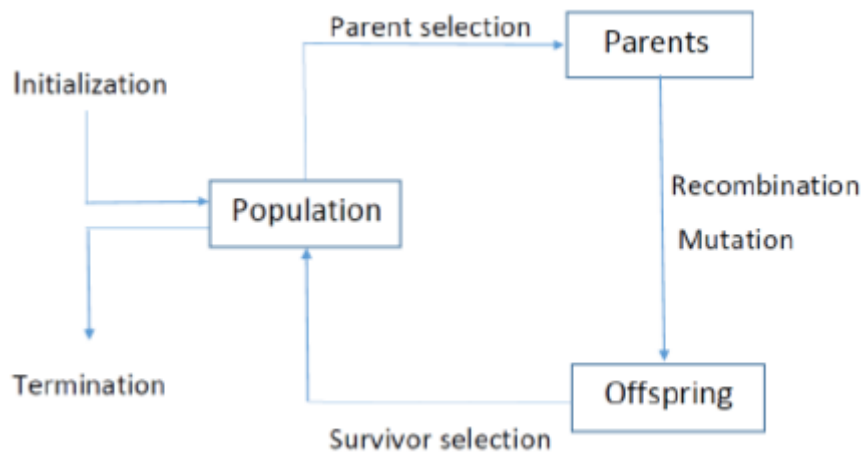 Parent selection
Parents
Initialization
Population
Recombination
Mutation
Termination
Offspring
Survivor selection